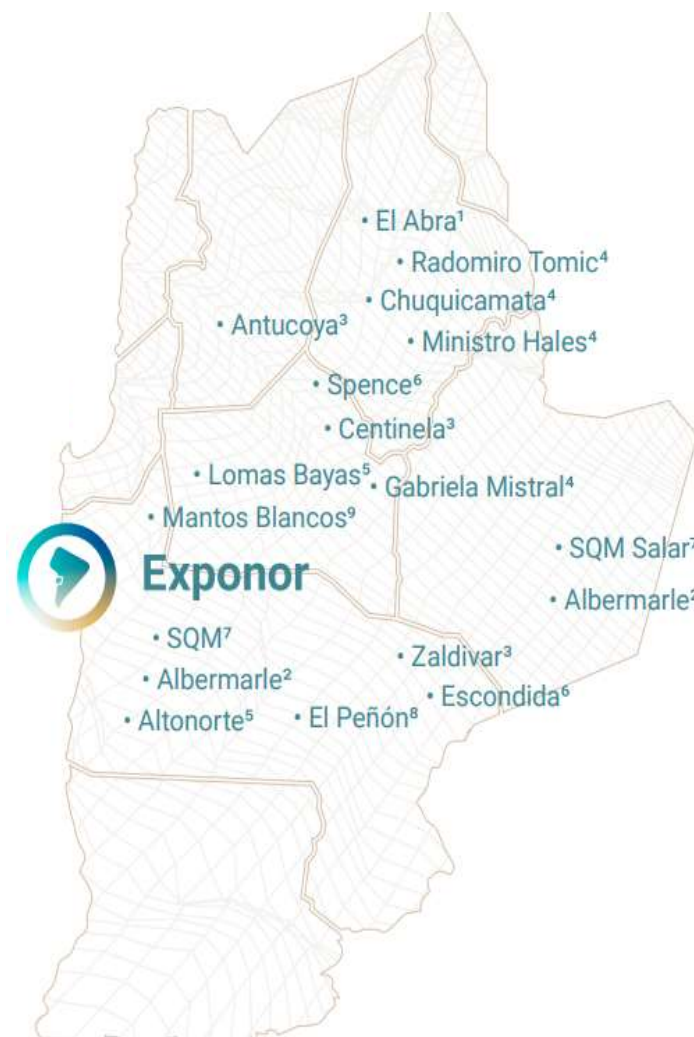 • El Abra¹
• Radomiro Tomic⁴
• Chuquicamata⁴
• Antucoya³
• Ministro Hales⁴
• Spence⁶
• Centinela³
• Lomas Bayas⁵
• Gabriela Mistral⁴
• Mantos Blancos⁹
• SQM Salar⁷
Exponor
• Albermarle²
• SQM⁷
• Zaldivar³
• Albermarle²
• Escondida⁶
• Altonorte⁵
• El Peñón⁸